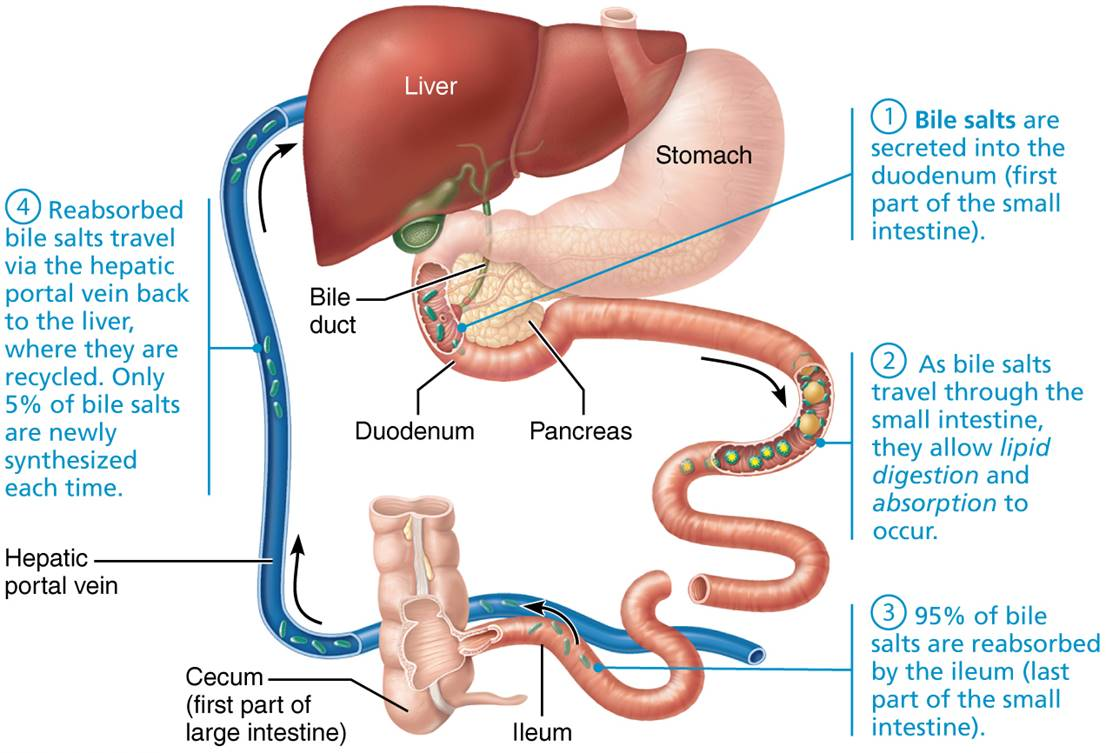 Liver
Stomach
① Bile salts are
secreted into the
duodenum (first
part of the small
intestine).
④ Reabsorbed
bile salts travel
via the hepatic
portal vein back
to the liver,
where they are
recycled. Only
5% of bile salts
are newly
synthesized
each time.
Bile
duct
Duodenum
Pancreas
② As bile salts
travel through the
small intestine,
they allow lipid
digestion and
absorption to
occur.
Hepatic
portal vein
③ 95% of bile
salts are reabsorbed
by the ileum (last
part of the small
intestine).
Cecum
(first part of
large intestine)
Ileum